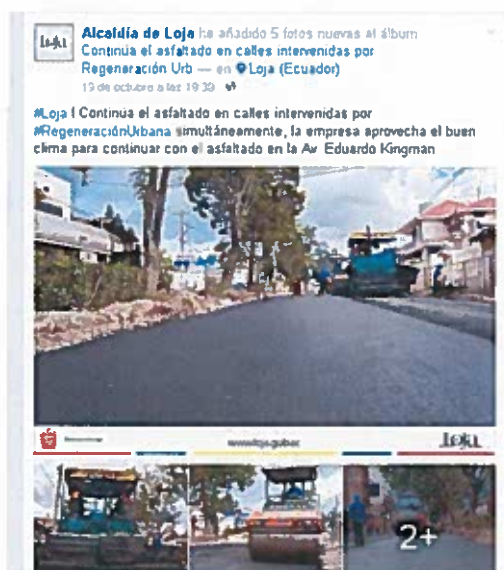 Loja
Alcaldía de Loja ha añadido 5 fotos nuevas al álbum
Continúa el asfaltado en calles intervenidas por
Regeneración Urb — en Loja (Ecuador)
19 de octubre a las 19:39
#Loja | Continúa el asfaltado en calles intervenidas por
#RegeneraciónUrbana simultáneamente, la empresa aprovecha el buen
clima para continuar con el asfaltado en la Av. Eduardo Kingman
www.loja.gob.ec
Loja
2+